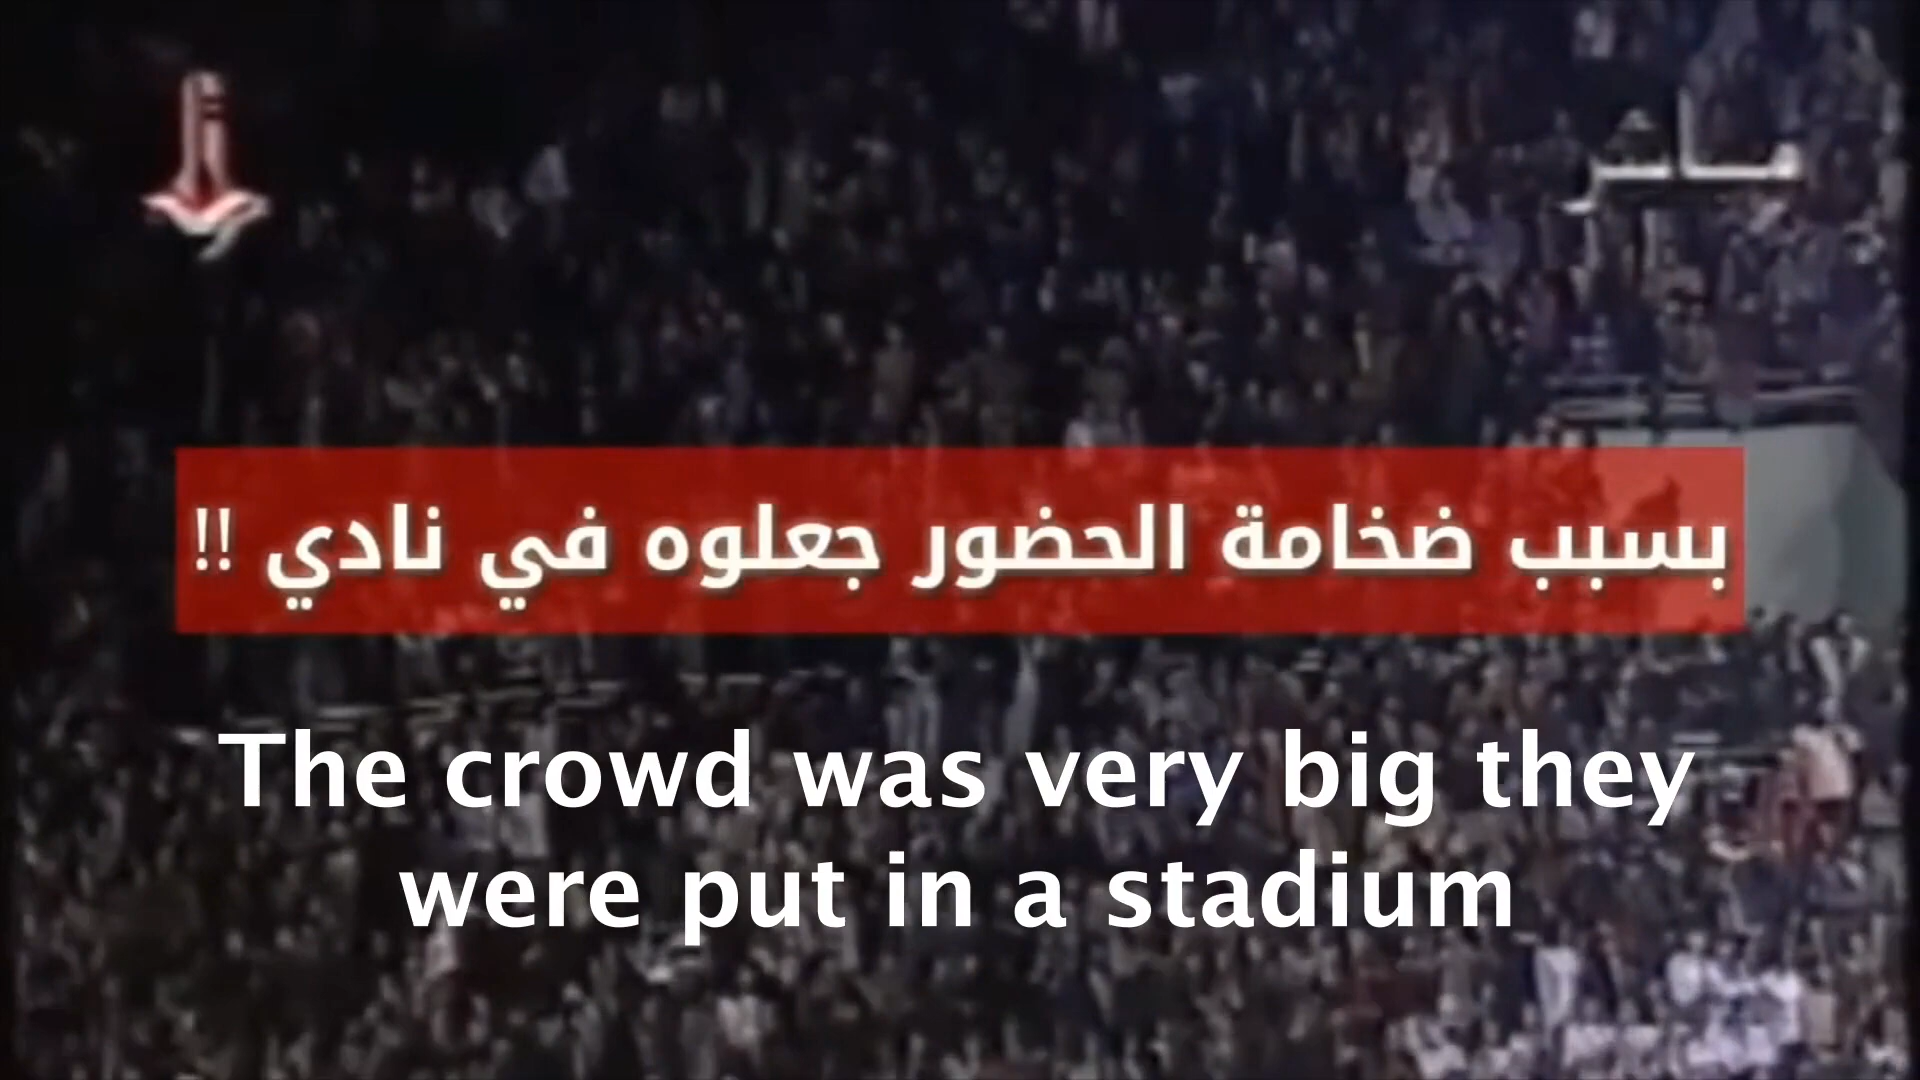 مباشر
بسبب ضخامة الحضور جعلوه في نادي !!
The crowd was very big they
were put in a stadium